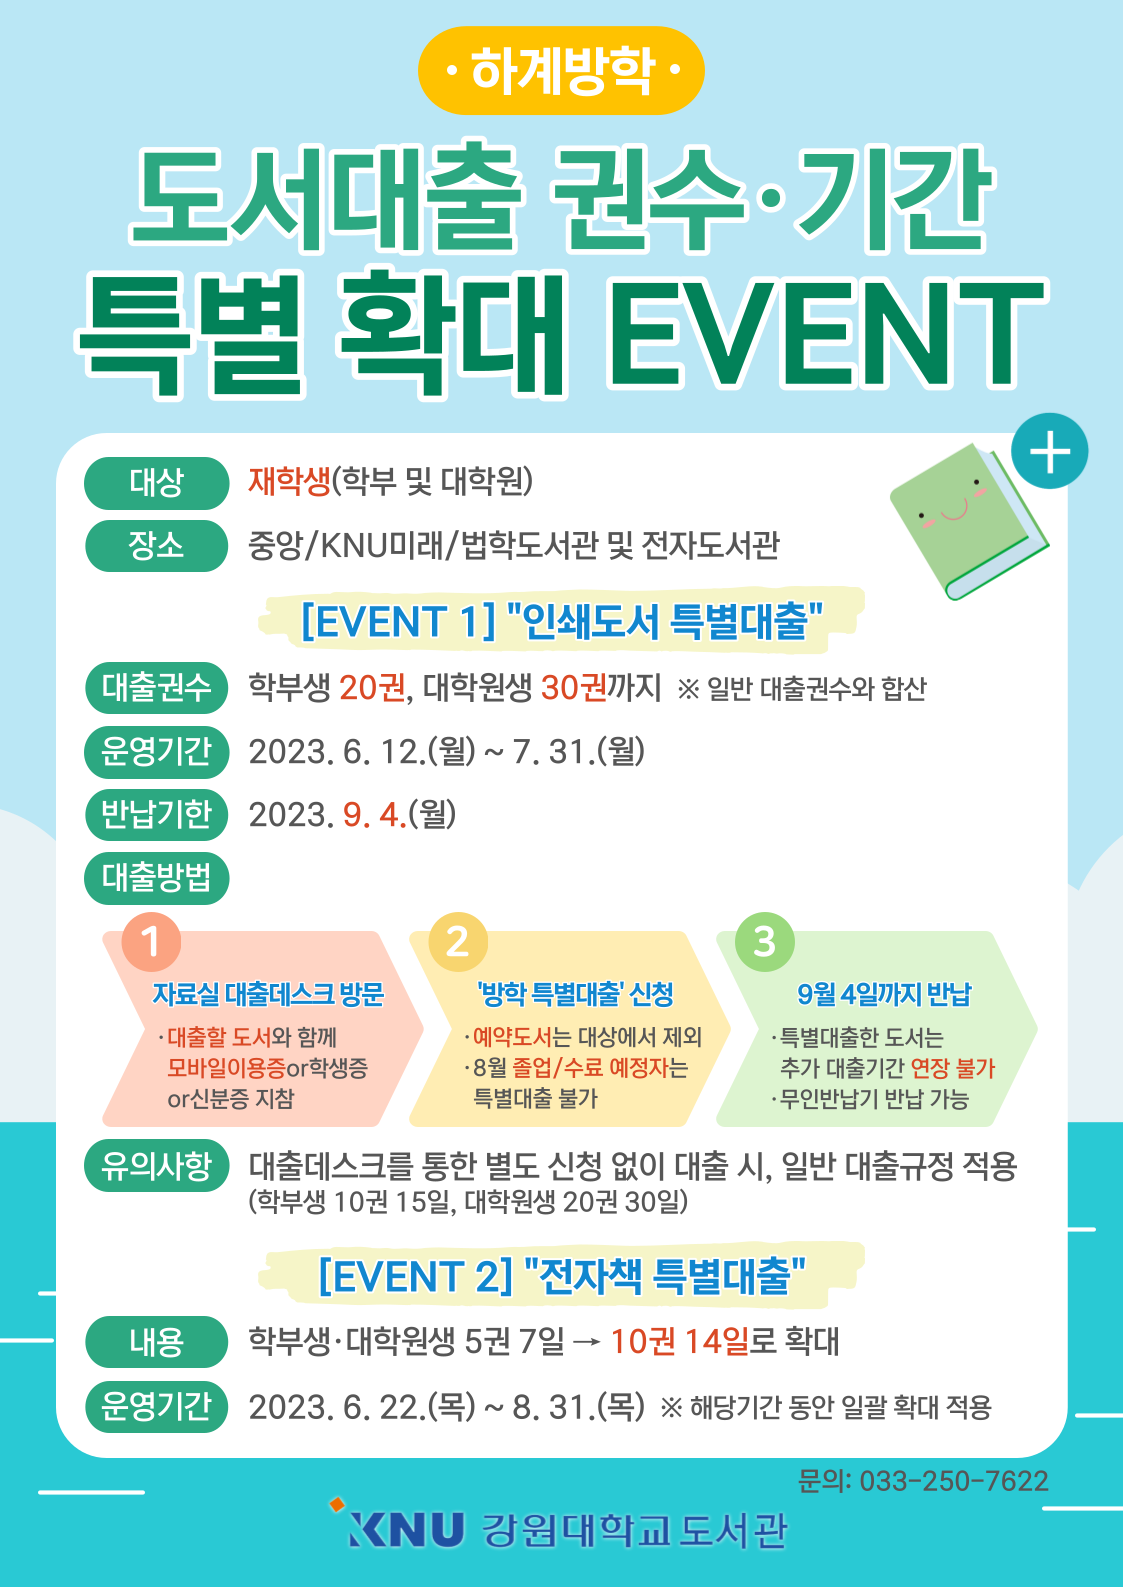 · 하계방학 ·
도서대출 권수·기간
특별 확대 EVENT
대상 재학생(학부 및 대학원)
장소 중앙/KNU미래/법학도서관 및 전자도서관
[EVENT 1] "인쇄도서 특별대출"
대출권수 학부생 20권, 대학원생 30권까지 ※ 일반 대출권수와 합산
운영기간 2023. 6. 12.(월) ~ 7. 31.(월)
반납기한 2023. 9. 4.(월)
대출방법
1
자료실 대출데스크 방문
· 대출할 도서와 함께
모바일이용증or학생증
or신분증 지참
2
'방학 특별대출' 신청
· 예약도서는 대상에서 제외
· 8월 졸업/수료 예정자는
특별대출 불가
3
9월 4일까지 반납
· 특별대출한 도서는
추가 대출기간 연장 불가
· 무인반납기 반납 가능
유의사항 대출데스크를 통한 별도 신청 없이 대출 시, 일반 대출규정 적용
(학부생 10권 15일, 대학원생 20권 30일)
[EVENT 2] "전자책 특별대출"
내용 학부생·대학원생 5권 7일 → 10권 14일로 확대
운영기간 2023. 6. 22.(목) ~ 8. 31.(목) ※ 해당기간 동안 일괄 확대 적용
문의: 033-250-7622
KNU 강원대학교 도서관